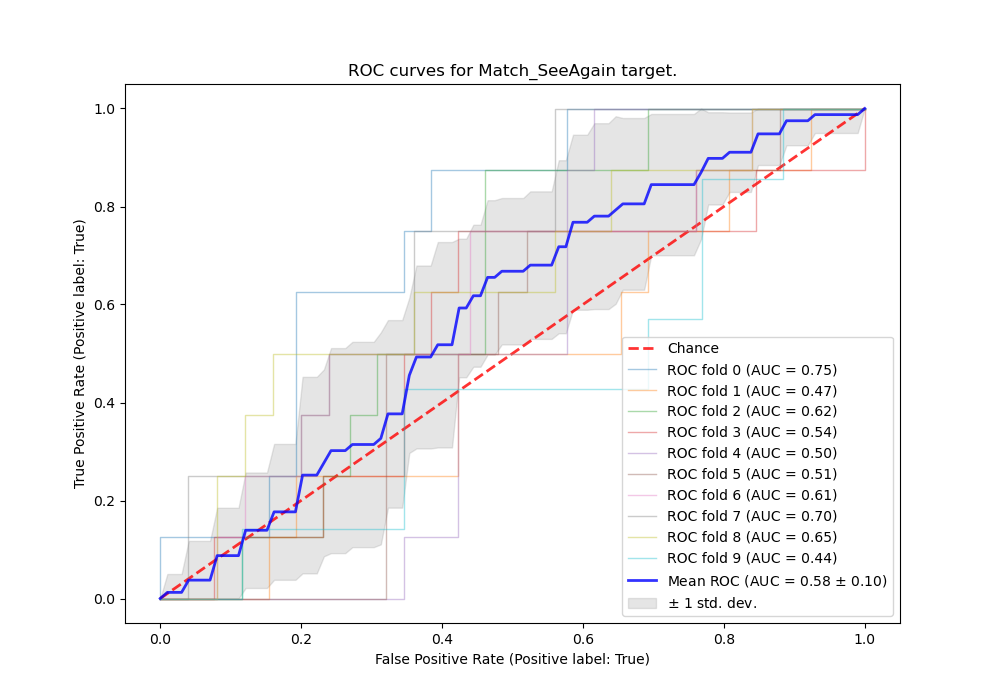 ROC curves for Match_SeeAgain target.
True Positive Rate (Positive label: True)
1.0
0.8
0.6
0.4
0.2
0.0
0.0 0.2 0.4 0.6 0.8 1.0
False Positive Rate (Positive label: True)
Chance
ROC fold 0 (AUC = 0.75)
ROC fold 1 (AUC = 0.47)
ROC fold 2 (AUC = 0.62)
ROC fold 3 (AUC = 0.54)
ROC fold 4 (AUC = 0.50)
ROC fold 5 (AUC = 0.51)
ROC fold 6 (AUC = 0.61)
ROC fold 7 (AUC = 0.70)
ROC fold 8 (AUC = 0.65)
ROC fold 9 (AUC = 0.44)
Mean ROC (AUC = 0.58 ± 0.10)
± 1 std. dev.